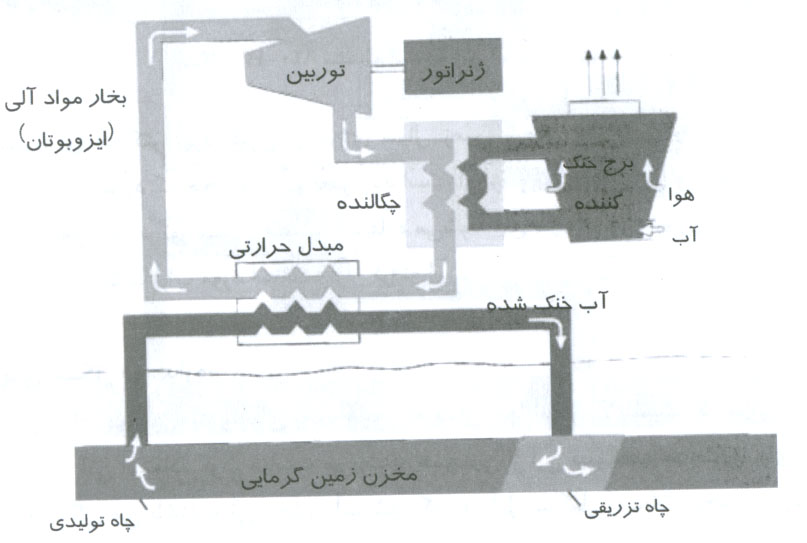 توربین
ژنراتور
بخار مواد آلی
(ایزوبوتان)
برج خنک
کننده
هوا
آب
چگالنده
مبدل حرارتی
آب خنک شده
مخزن زمین گرمایی
چاه تزریقی
چاه تولیدی